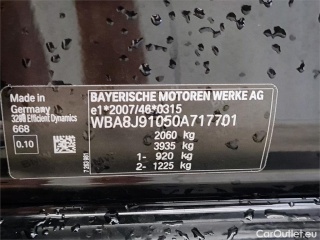 Made in
Germany
320d Efficient Dynamics
668
0.10
BAYERISCHE MOTOREN WERKE AG
e1*2007/46*0315
WBA8J91050A717701
2060 kg
3935 kg
1- 920 kg
2- 1225 kg
CarOutlet.eu